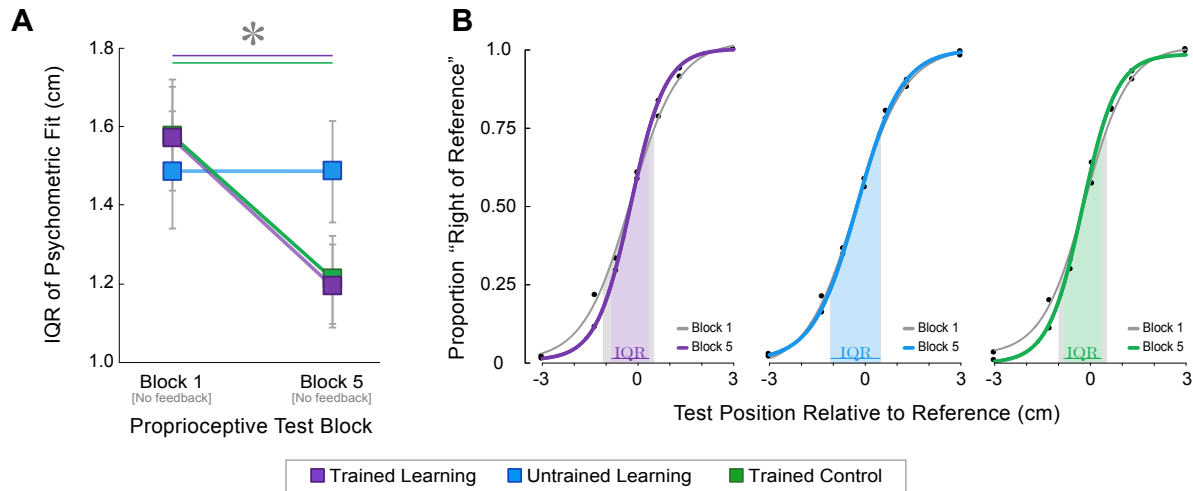 A
*
IQR of Psychometric Fit (cm)
1.8
1.6
1.4
1.2
1.0
Block 1
[No feedback]
Block 5
[No feedback]
Proprioceptive Test Block
B
Proportion “Right of Reference”
1.0
0.75
0.50
0.25
0
Block 1
Block 5
IQR
-3
0
3
Block 1
Block 5
IQR
-3
0
3
Block 1
Block 5
IQR
-3
0
3
Test Position Relative to Reference (cm)
Trained Learning
Untrained Learning
Trained Control